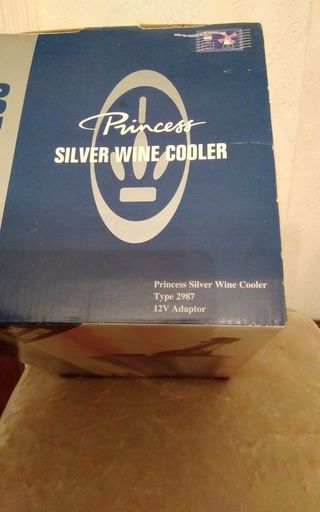 Princess
SILVER WINE COOLER
Princess Silver Wine Cooler
Type 2987
12V Adaptor